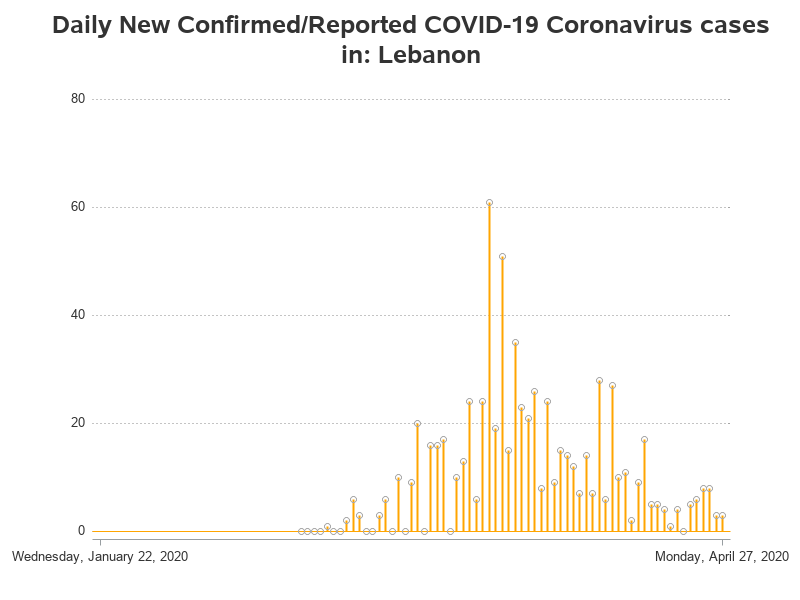 Daily New Confirmed/Reported COVID-19 Coronavirus cases
in: Lebanon
80
60
40
20
0
Wednesday, January 22, 2020
Monday, April 27, 2020